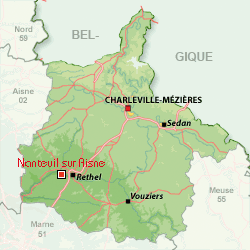 Nord
59
BEL-
GIQUE
Aisne
02
CHARLEVILLE-MÉZIÈRES
Sedan
Nanteuil sur Aisne
Rethel
Vouziers
Meuse
55
Marne
51